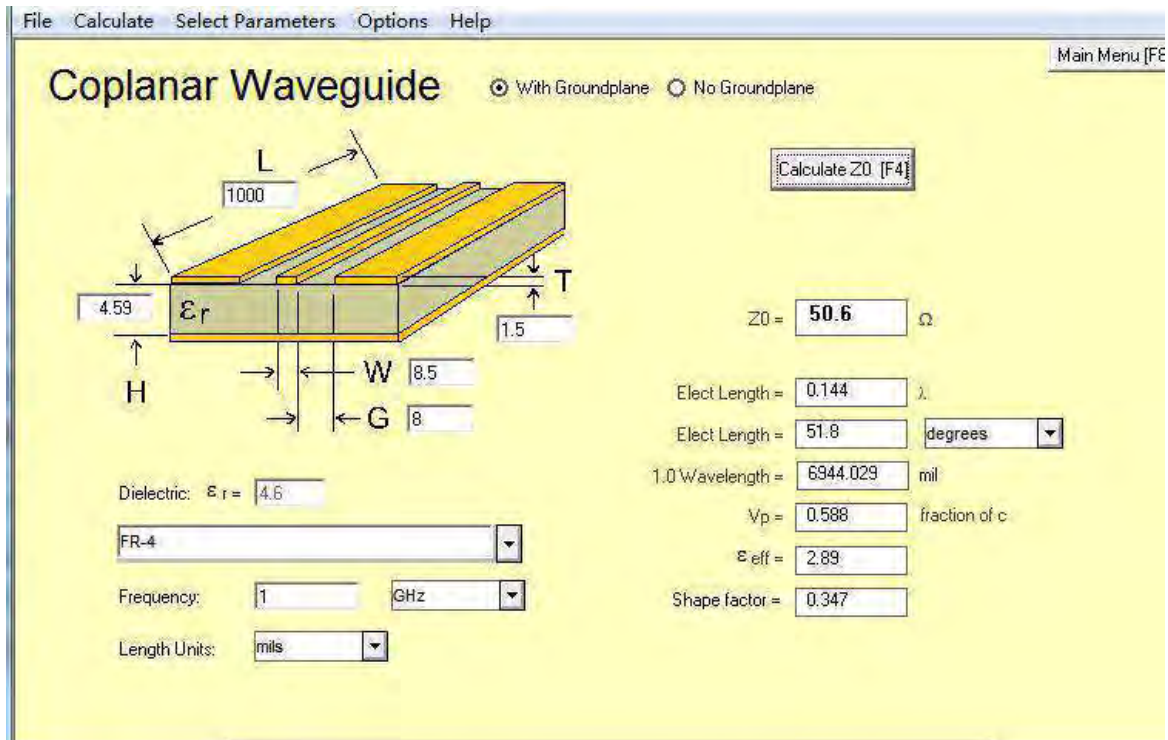 File Calculate Select Parameters Options Help
Main Menu [F8
Coplanar Waveguide
With Groundplane No Groundplane
Calculate Z0 [F4]
L
1000
4.59
εr
T
1.5
H
W 8.5
G 8
Z0 = 50.6 Ω
Elect Length = 0.144 λ
Elect Length = 51.8 degrees
1.0 Wavelength = 6944.029 mil
Vp = 0.588 fraction of c
ε eff = 2.89
Shape factor = 0.347
Dielectric: ε r = 4.6
FR-4
Frequency: 1 GHz
Length Units: mils